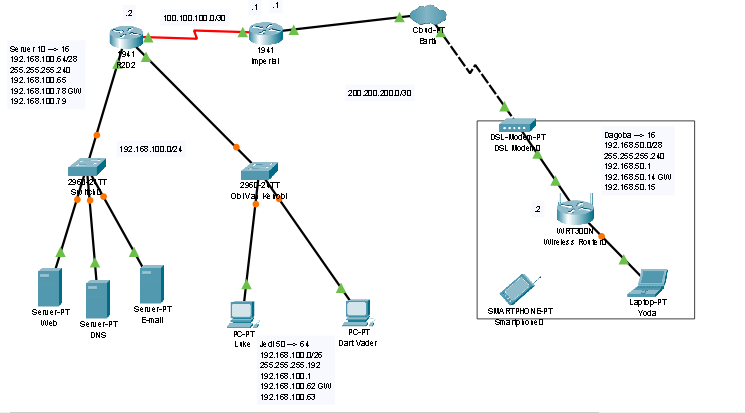 .2
100.100.100.0/30
.1
.1
1941
R2D2
1941
Imperial
Cloud-PT
Earth
Server 10 --> 16
192.168.100.64/28
255.255.255.240
192.168.100.65
192.168.100.78 GW
192.168.100.79
200.200.200.0/30
192.168.100.0/24
2960-24TT
Switch0
2960-24TT
ObiWan Kenobi
DSL-Modem-PT
DSL Modem0
Dagoba --> 16
192.168.50.0/28
255.255.255.240
192.168.50.1
192.168.50.14 GW
192.168.50.15
.2
WRT300N
Wireless Router0
Server-PT
Web
Server-PT
DNS
Server-PT
E-mail
PC-PT
Luke
PC-PT
Dart Vader
SMARTPHONE-PT
Smartphone0
Laptop-PT
Yoda
Jedi 50 --> 64
192.168.100.0/26
255.255.255.192
192.168.100.1
192.168.100.62 GW
192.168.100.63